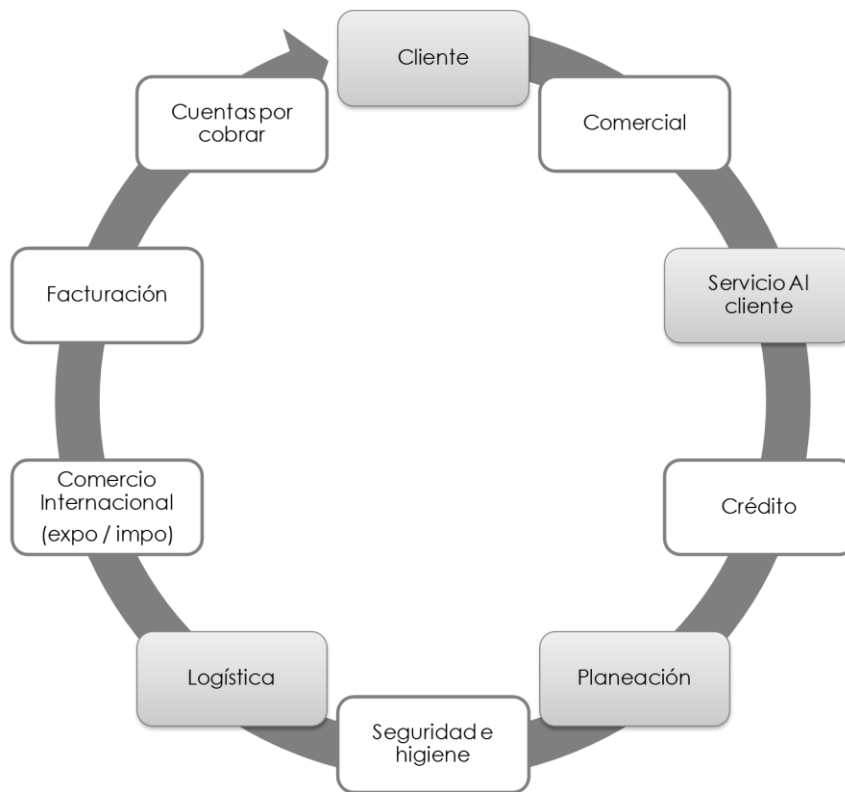 Cliente
Comercial
Servicio Al
cliente
Crédito
Planeación
Seguridad e
higiene
Logística
Comercio
Internacional
(expo / impo)
Facturación
Cuentas por
cobrar